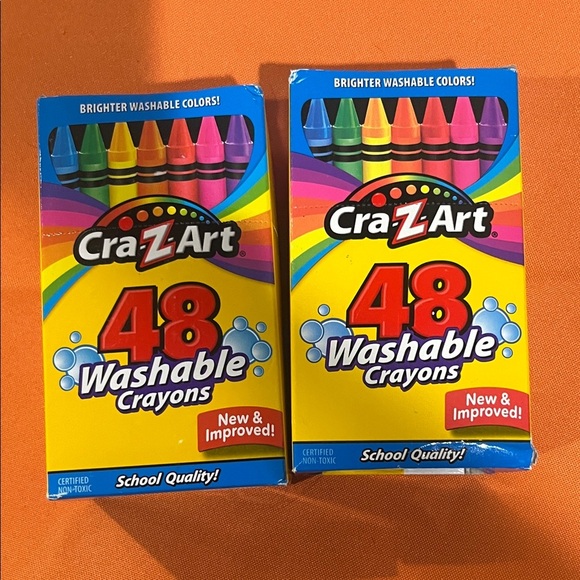 BRIGHTER WASHABLE COLORS!
Cra-Z-Art®
48
Washable
Crayons
New &
Improved!
CERTIFIED
NON-TOXIC
School Quality!
BRIGHTER WASHABLE COLORS!
Cra-Z-Art®
48
Washable
Crayons
New &
Improved!
CERTIFIED
NON-TOXIC
School Quality!